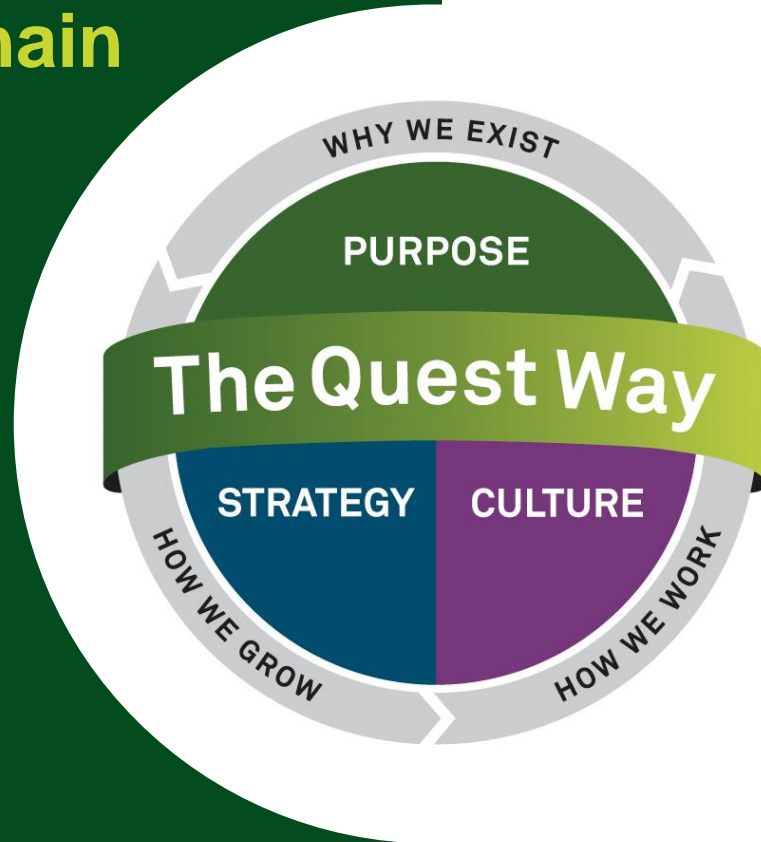 hain
WHY WE EXIST
PURPOSE
The Quest Way
STRATEGY
CULTURE
HOW WE GROW
HOW WE WORK